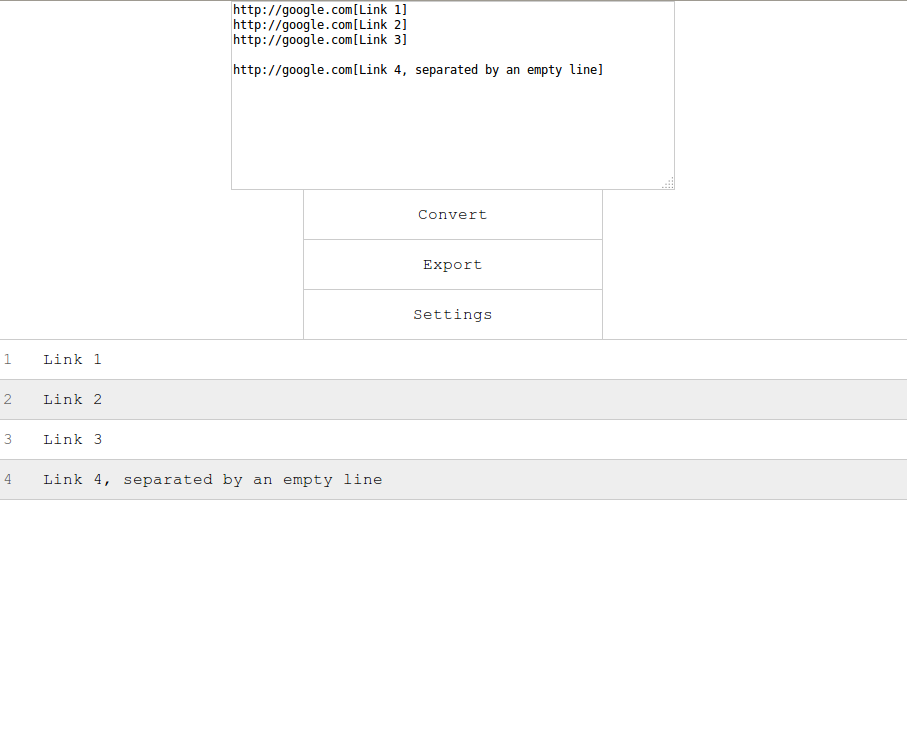 http://google.com[Link 1]
http://google.com[Link 2]
http://google.com[Link 3]
http://google.com[Link 4, separated by an empty line]
Convert
Export
Settings
1 Link 1
2 Link 2
3 Link 3
4 Link 4, separated by an empty line